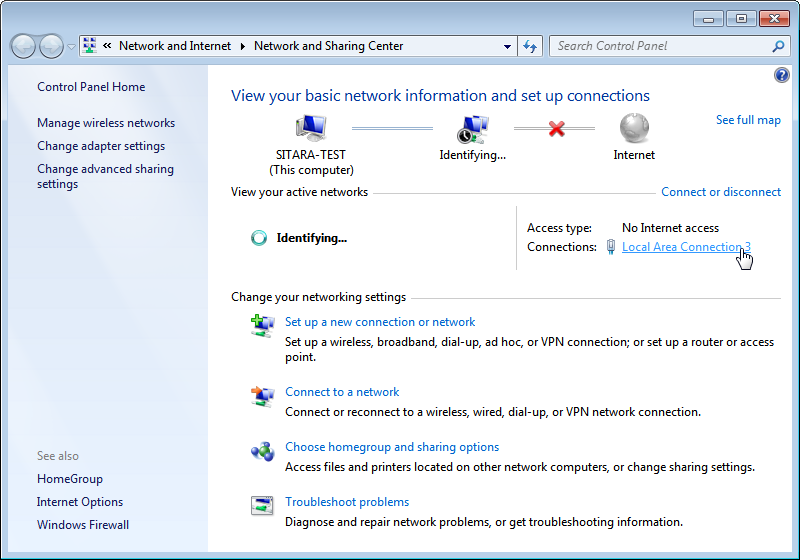 « Network and Internet ▸ Network and Sharing Center
Search Control Panel
Control Panel Home
Manage wireless networks
Change adapter settings
Change advanced sharing
settings
See also
HomeGroup
Internet Options
Windows Firewall
View your basic network information and set up connections
See full map
SITARA-TEST
(This computer)
Identifying...
Internet
View your active networks
Connect or disconnect
Identifying...
Access type: No Internet access
Connections: Local Area Connection 3
Change your networking settings
Set up a new connection or network
Set up a wireless, broadband, dial-up, ad hoc, or VPN connection; or set up a router or access
point.
Connect to a network
Connect or reconnect to a wireless, wired, dial-up, or VPN network connection.
Choose homegroup and sharing options
Access files and printers located on other network computers, or change sharing settings.
Troubleshoot problems
Diagnose and repair network problems, or get troubleshooting information.